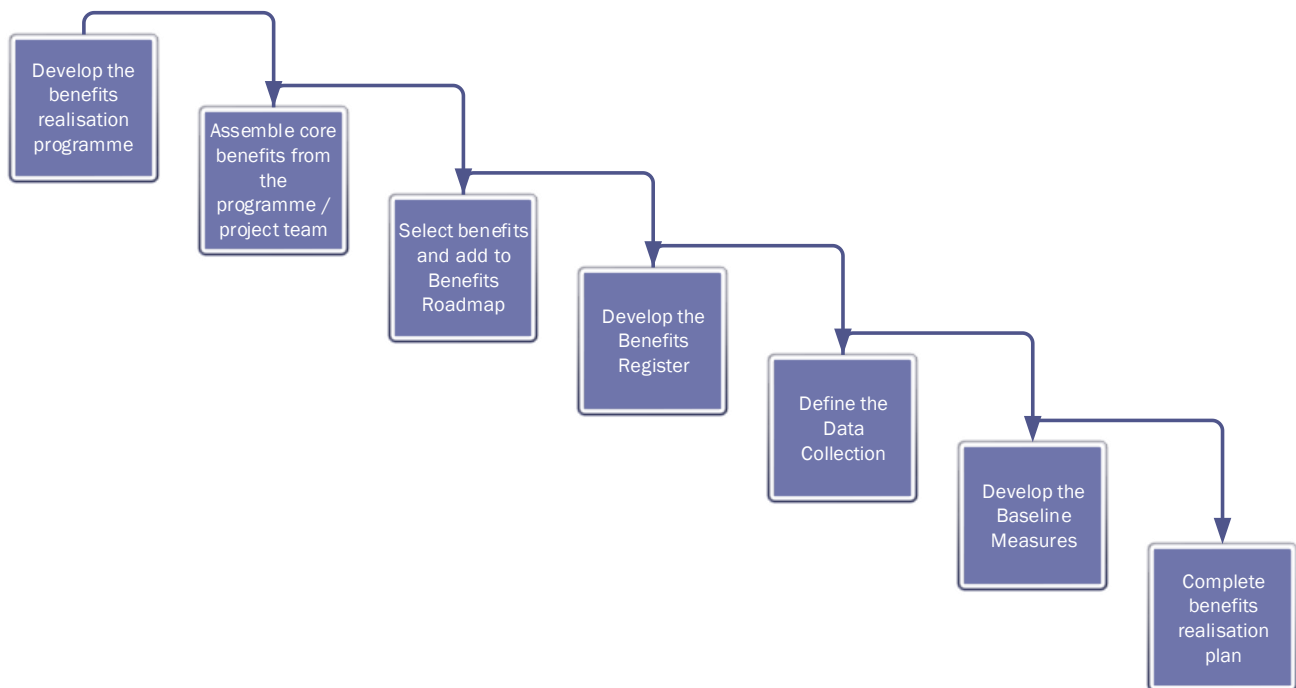 Develop the
benefits
realisation
programme
Assemble core
benefits from
the
programme /
project team
Select benefits
and add to
Benefits
Roadmap
Develop the
Benefits
Register
Define the
Data
Collection
Develop the
Baseline
Measures
Complete
benefits
realisation
plan